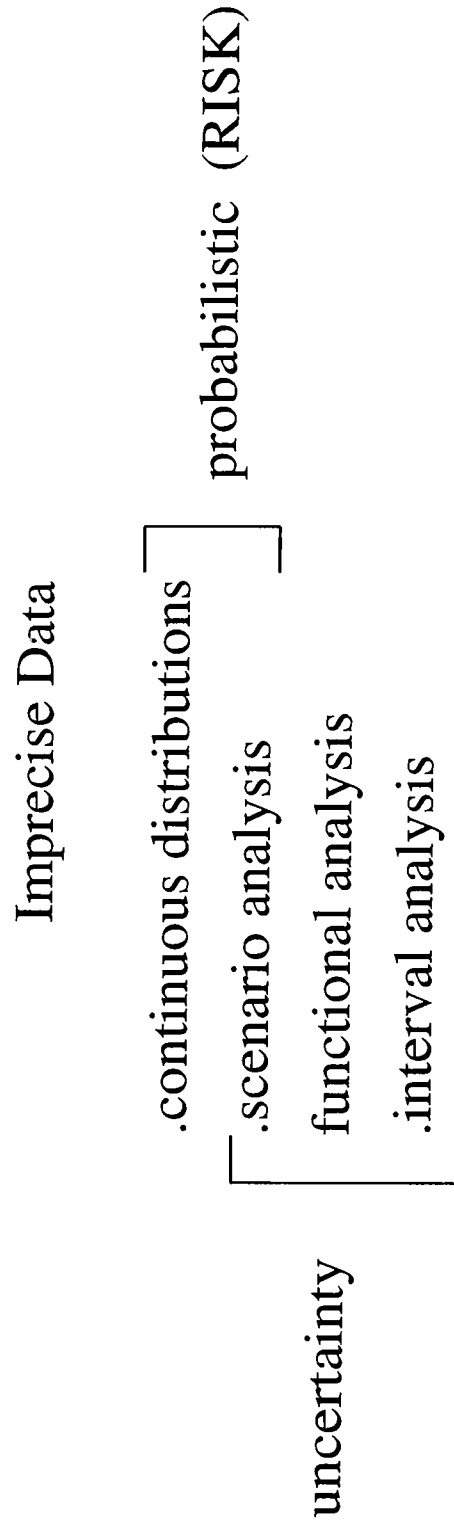 Imprecise Data
.continuous distributions
.scenario analysis
functional analysis
.interval analysis
probabilistic (RISK)
uncertainty